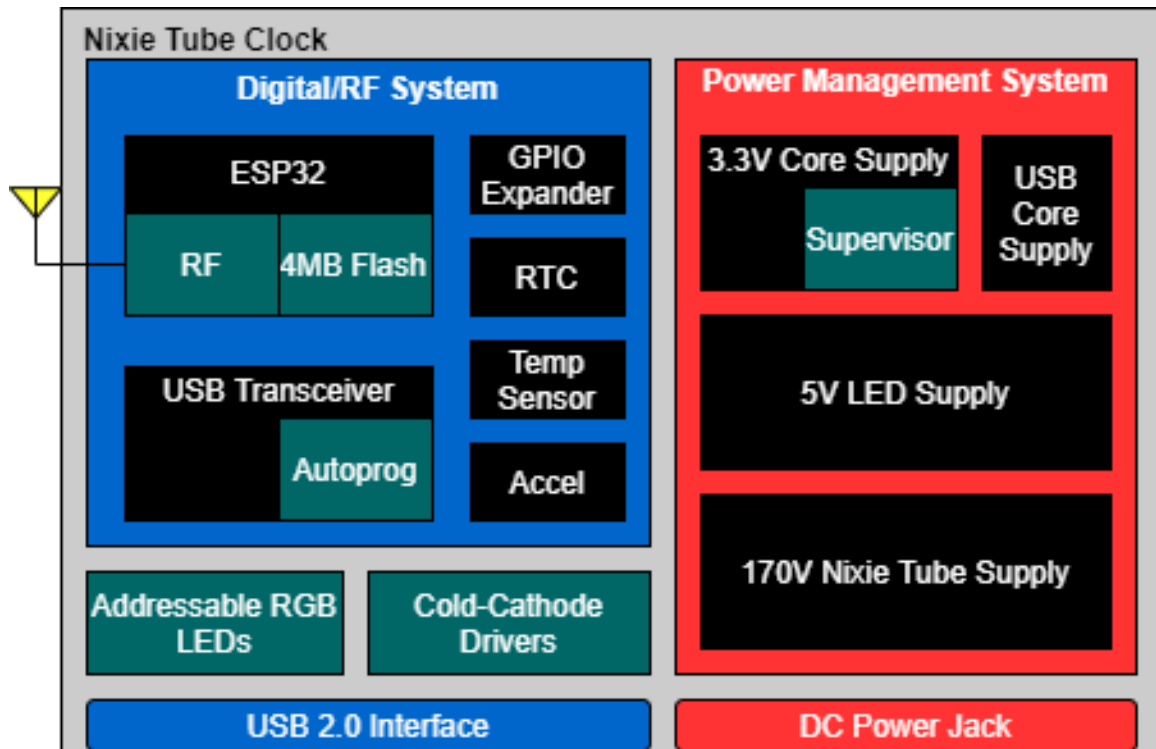 Nixie Tube Clock
Digital/RF System
ESP32
RF
4MB Flash
GPIO
Expander
RTC
USB Transceiver
Autoprog
Temp
Sensor
Accel
Addressable RGB
LEDs
Cold-Cathode
Drivers
USB 2.0 Interface
Power Management System
3.3V Core Supply
Supervisor
USB
Core
Supply
5V LED Supply
170V Nixie Tube Supply
DC Power Jack